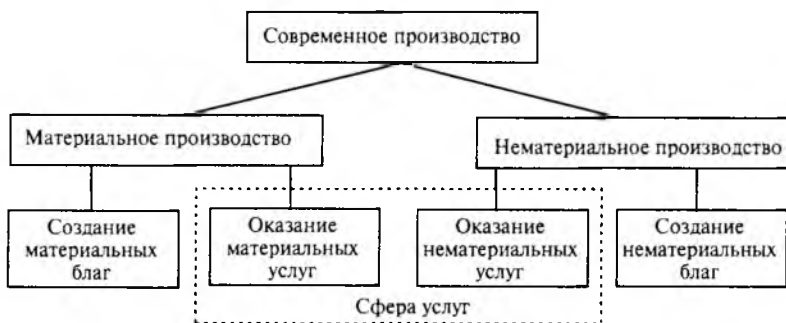 Современное производство
Материальное производство
Нематериальное производство
Создание
материальных
благ
Оказание
материальных
услуг
Оказание
нематериальных
услуг
Создание
нематериальных
благ
Сфера услуг